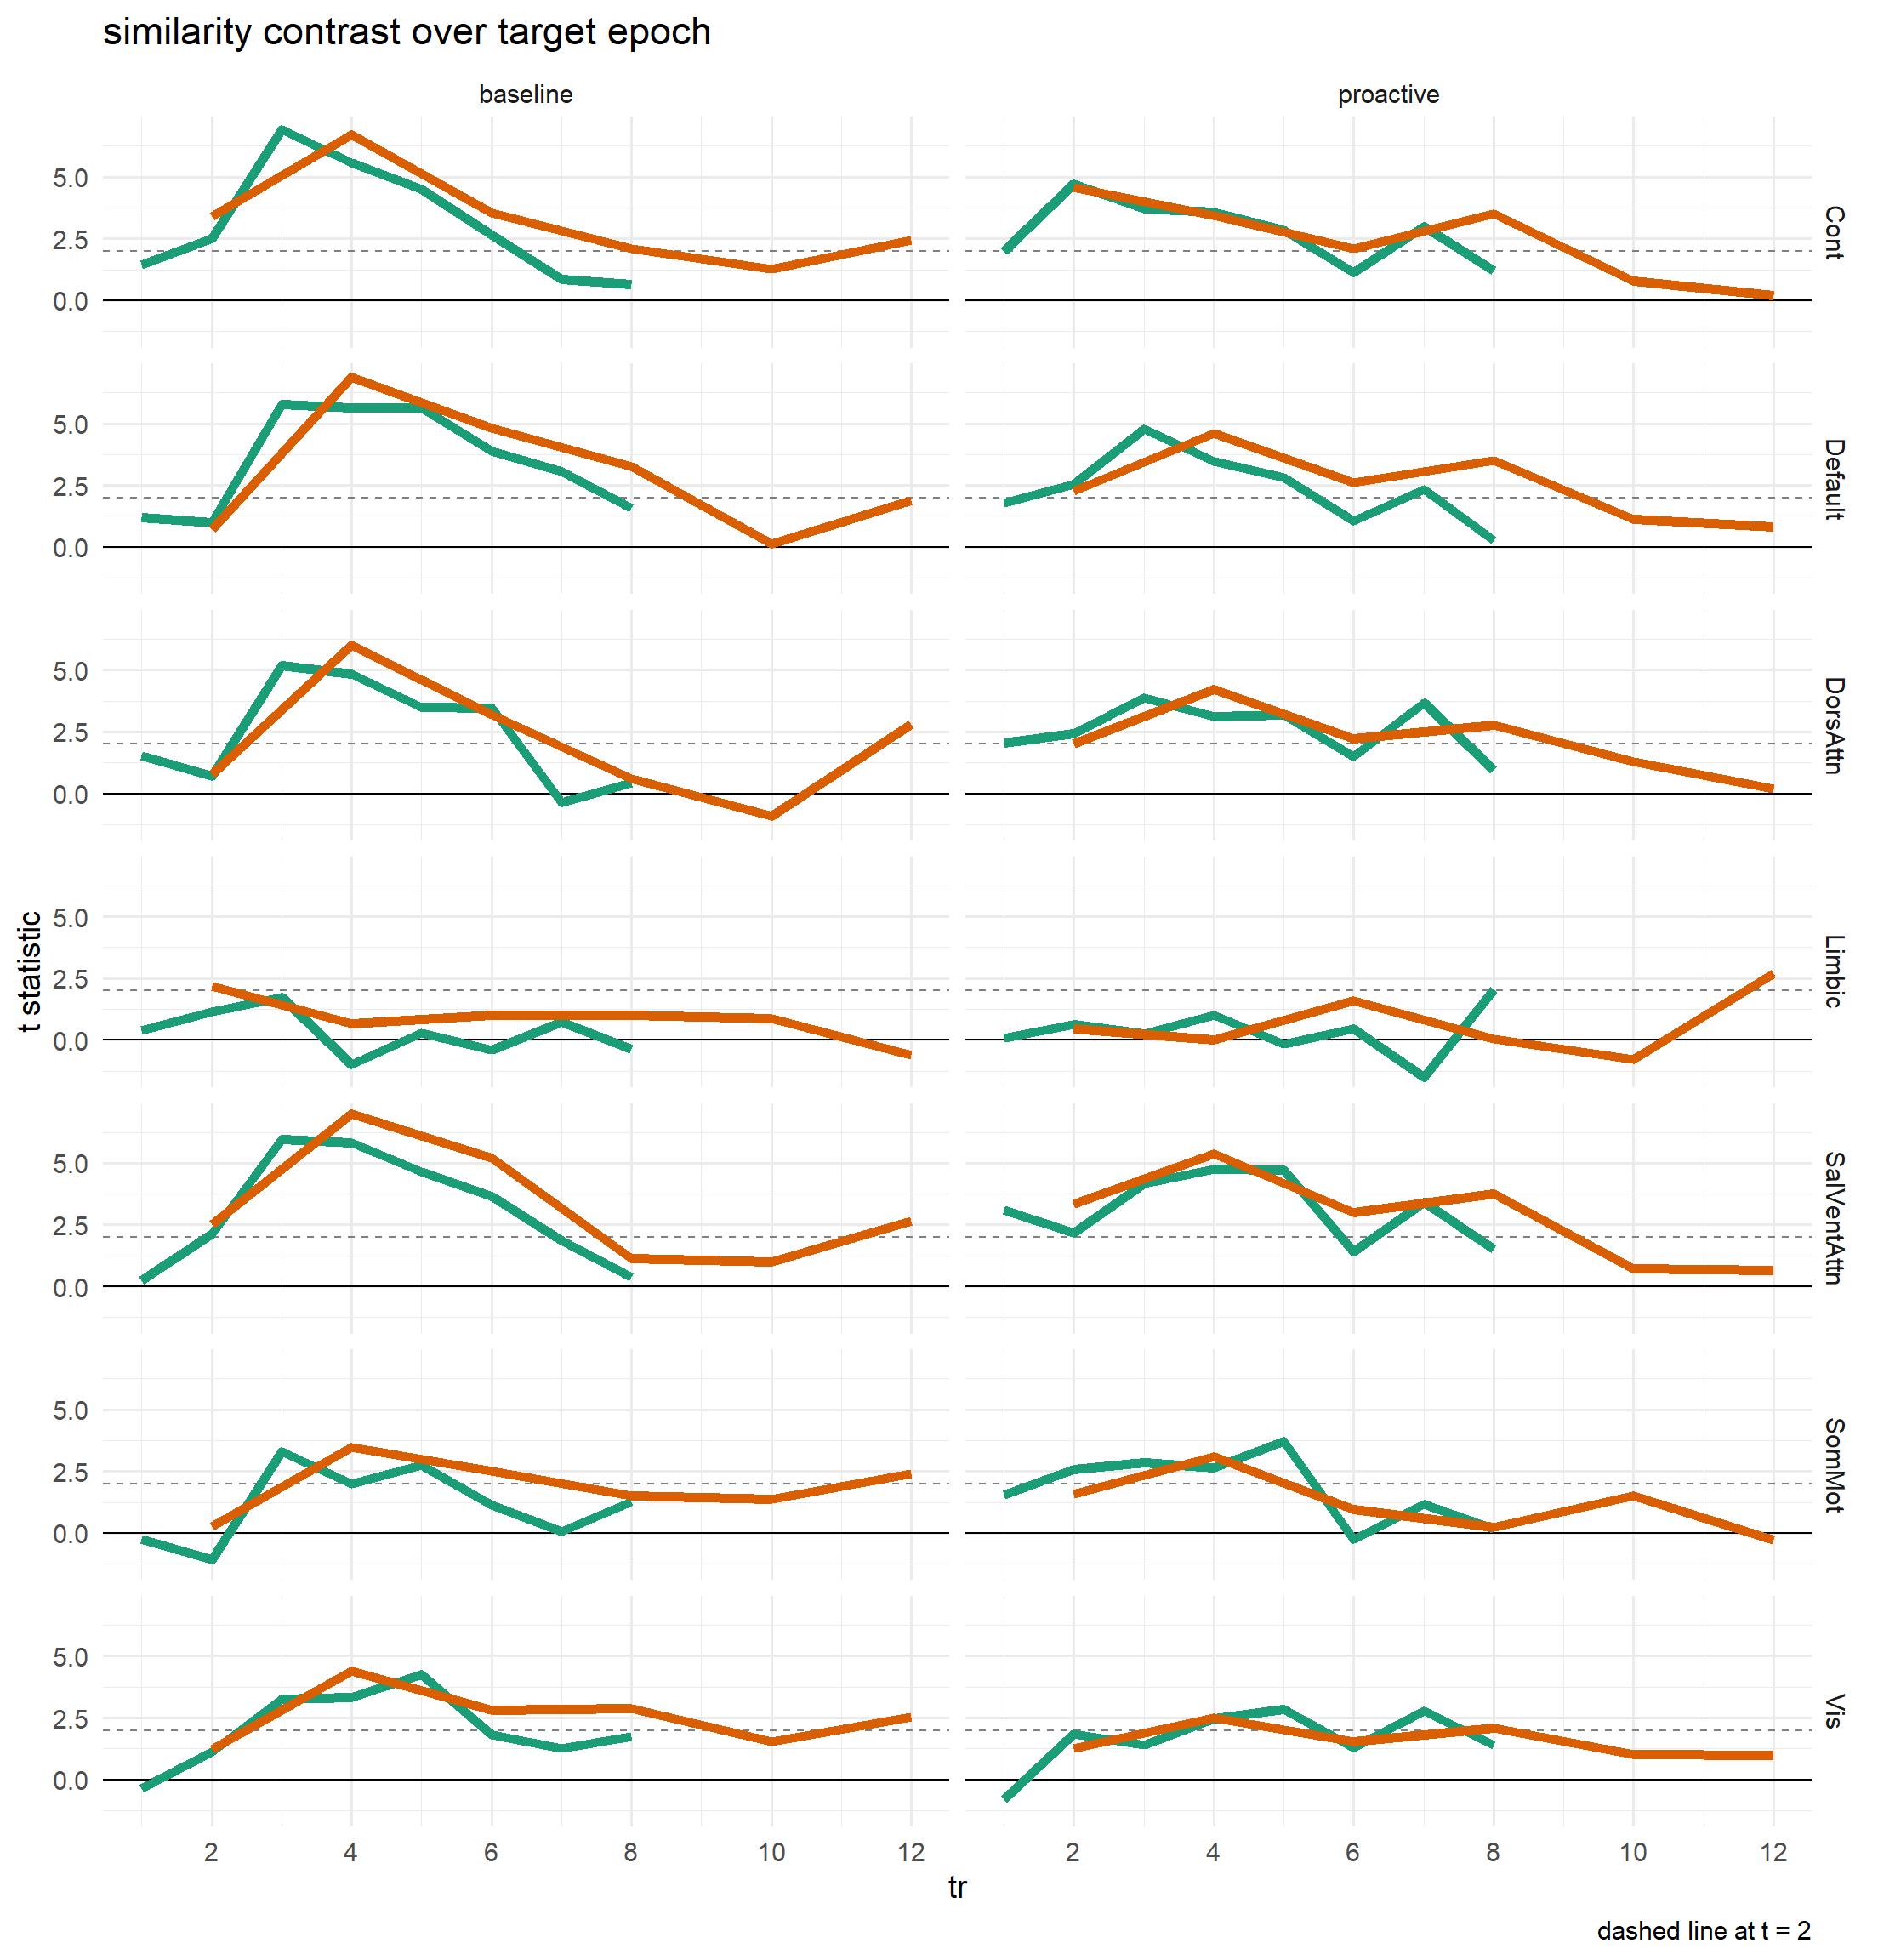 similarity contrast over target epoch
baseline
proactive
5.0
2.5
0.0
Cont
5.0
2.5
0.0
Default
5.0
2.5
0.0
DorsAttn
5.0
2.5
0.0
Limbic
t statistic
5.0
2.5
0.0
SalVentAttn
5.0
2.5
0.0
SomMot
5.0
2.5
0.0
Vis
2 4 6 8 10 12
2 4 6 8 10 12
tr
dashed line at t = 2